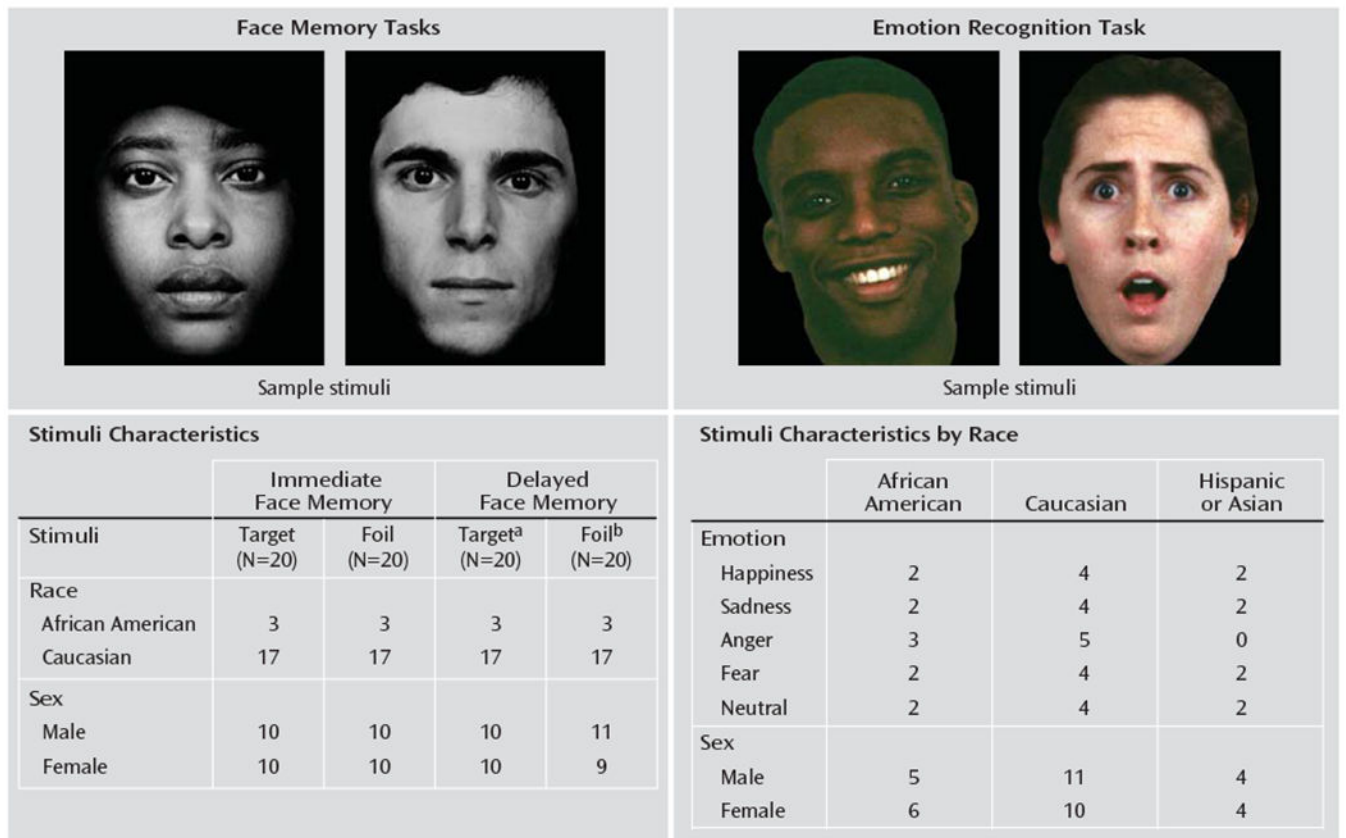 Face Memory Tasks
Sample stimuli
Stimuli Characteristics
Immediate Face Memory Delayed Face Memory
Stimuli Target (N=20) Foil (N=20) Targetᵃ (N=20) Foilᵇ (N=20)
Race
African American 3 3 3 3
Caucasian 17 17 17 17
Sex
Male 10 10 10 11
Female 10 10 10 9
Emotion Recognition Task
Sample stimuli
Stimuli Characteristics by Race
African American Caucasian Hispanic or Asian
Emotion
Happiness 2 4 2
Sadness 2 4 2
Anger 3 5 0
Fear 2 4 2
Neutral 2 4 2
Sex
Male 5 11 4
Female 6 10 4